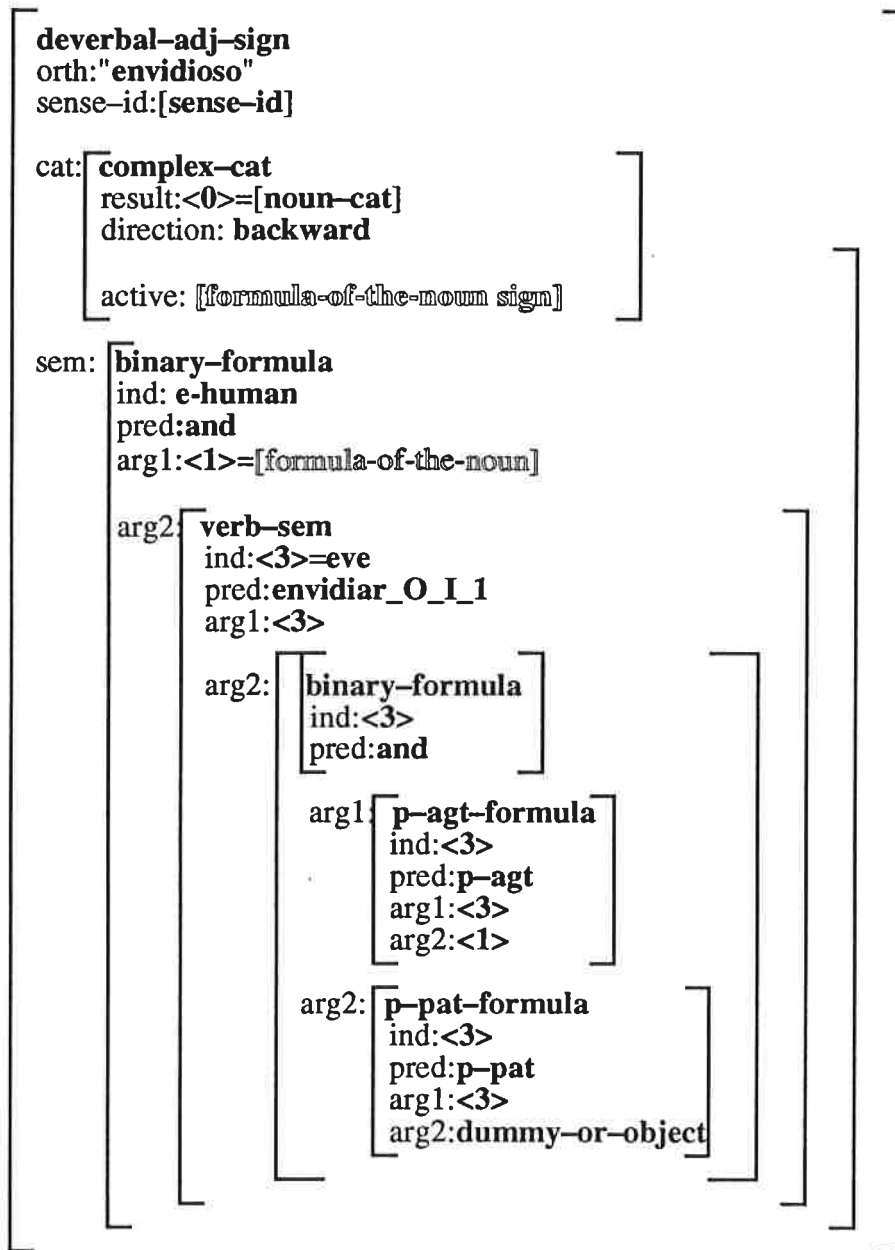 deverbal–adj–sign
orth:"envidioso"
sense–id:[sense–id]
cat: complex–cat
result:<0>=[noun–cat]
direction: backward
active: [formula-of-the-noun sign]
sem: binary–formula
ind: e-human
pred:and
arg1:<1>=[formula-of-the-noun]
arg2: verb–sem
ind:<3>=eve
pred:envidiar_O_I_1
arg1:<3>
arg2: binary–formula
ind:<3>
pred:and
arg1: p–agt–formula
ind:<3>
pred:p–agt
arg1:<3>
arg2:<1>
arg2: p–pat–formula
ind:<3>
pred:p–pat
arg1:<3>
arg2:dummy–or–object